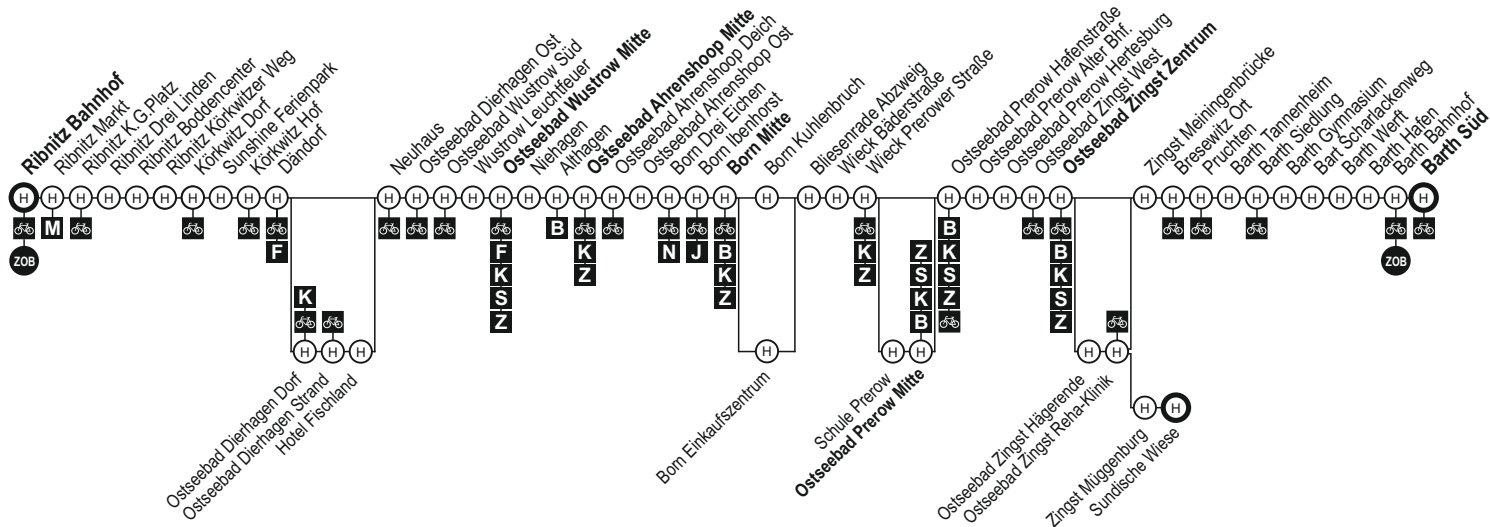 Ribnitz Bahnhof
Ribnitz Markt
Ribnitz K.G.Platz
Ribnitz Drei Linden
Ribnitz Boddencenter
Ribnitz Körkwitzer Weg
Körkwitz Dorf
Sunshine Ferienpark
Körkwitz Hof
Dändorf
Neuhaus
Ostseebad Dierhagen Ost
Ostseebad Wustrow Süd
Wustrow Leuchtfeuer
Ostseebad Wustrow Mitte
Niehagen
Althagen
Ostseebad Ahrenshoop Mitte
Ostseebad Ahrenshoop Deich
Ostseebad Ahrenshoop Ost
Born Drei Eichen
Born Ibenhorst
Born Mitte
Born Kuhlenbruch
Bliesenrade Abzweig
Wieck Bäderstraße
Wieck Prerower Straße
Ostseebad Prerow Hafenstraße
Ostseebad Prerow Alter Bhf.
Ostseebad Prerow Hertesburg
Ostseebad Zingst West
Ostseebad Zingst Zentrum
Zingst Meiningenbrücke
Bresewitz Ort
Pruchten
Barth Tannenheim
Barth Siedlung
Barth Gymnasium
Bart Scharlackenweg
Barth Werft
Barth Hafen
Barth Bahnhof
Barth Süd
H H H H H H H H H H H H H H H H H H H H H H H H H H H H H H H H H H H H H H H H H H H
M B N J B K Z K B B
ZOB F F K Z K Z Z S K S Z K S Z ZOB
K S Z K B
H H H H H H H H
Ostseebad Dierhagen Dorf
Ostseebad Dierhagen Strand
Hotel Fischland
Born Einkaufszentrum
Schule Prerow
Ostseebad Prerow Mitte
Ostseebad Zingst Hägerende
Ostseebad Zingst Reha-Klinik
H H
Zingst Müggenburg
Sundische Wiese